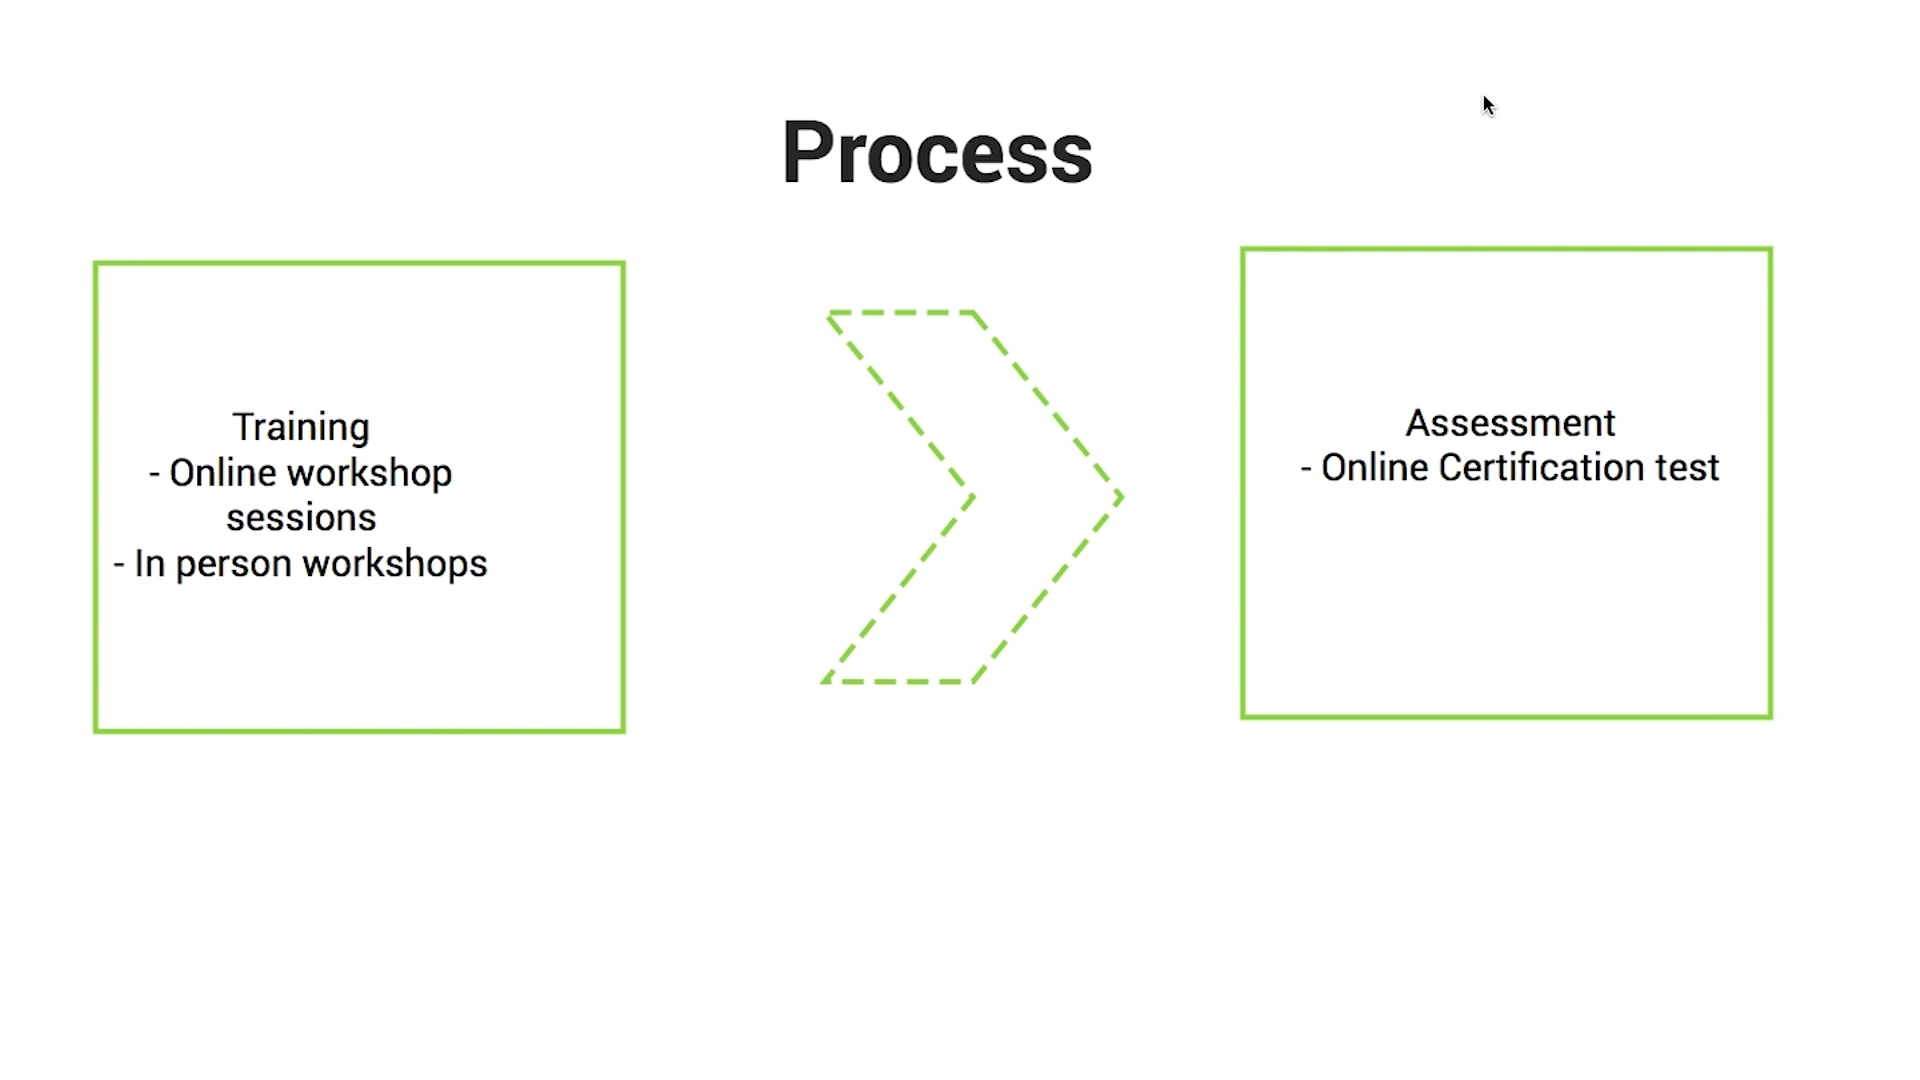 Process
Training
- Online workshop
sessions
- In person workshops
Assessment
- Online Certification test